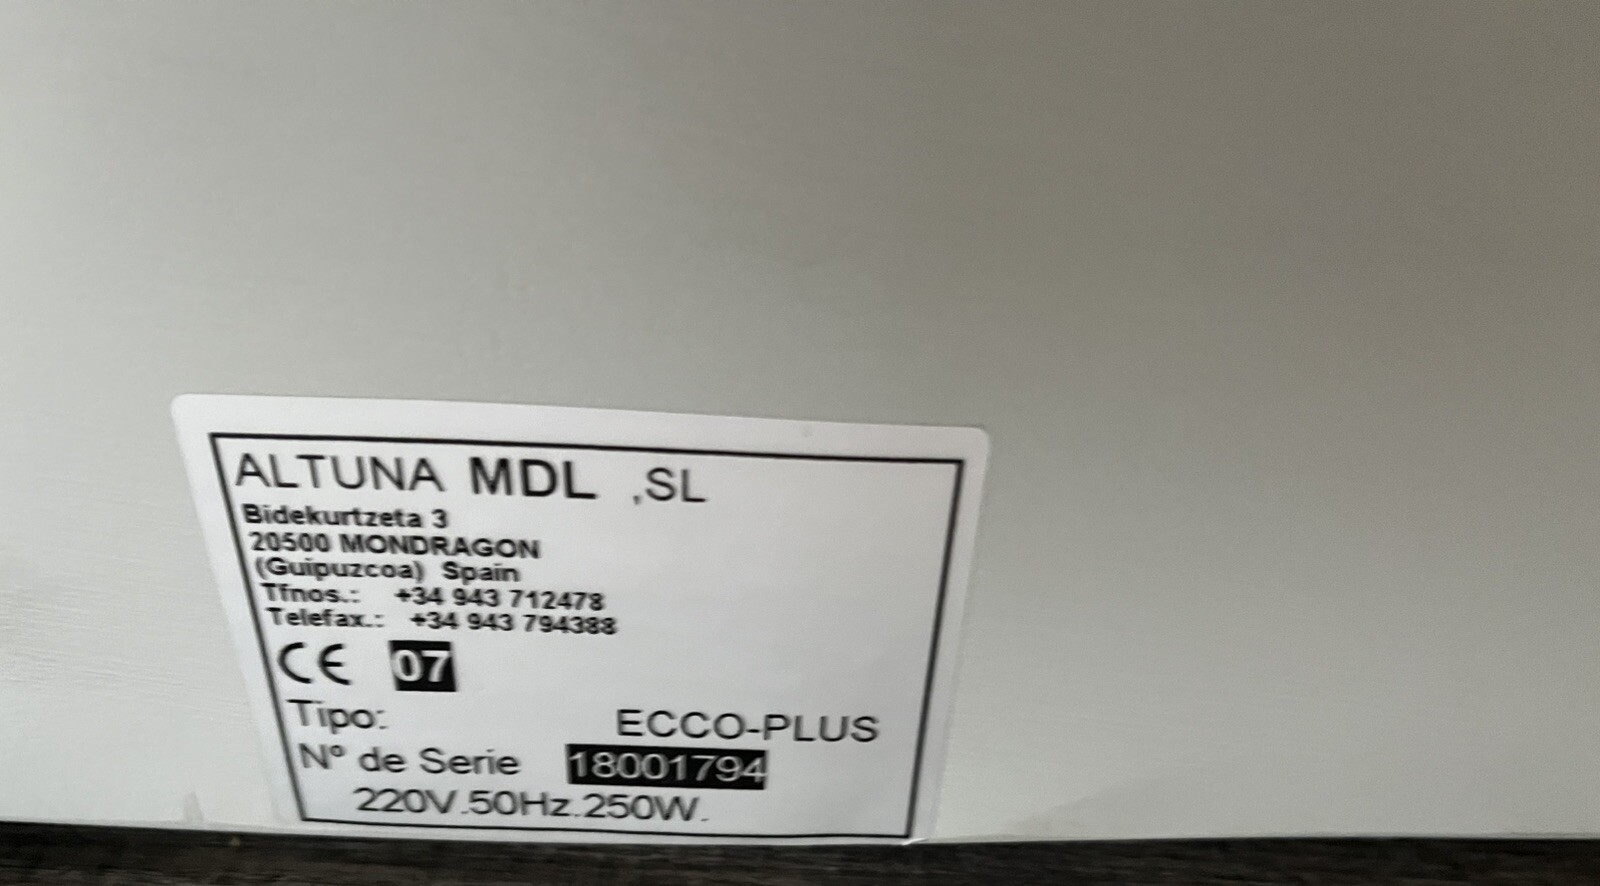 ALTUNA MDL ,SL
Bidekurtzeta 3
20500 MONDRAGON
(Guipuzcoa) Spain
Tfnos.: +34 943 712478
Telefax.: +34 943 794388
CE 07
Tipo: ECCO-PLUS
Nº de Serie 18001794
220V.50Hz.250W.